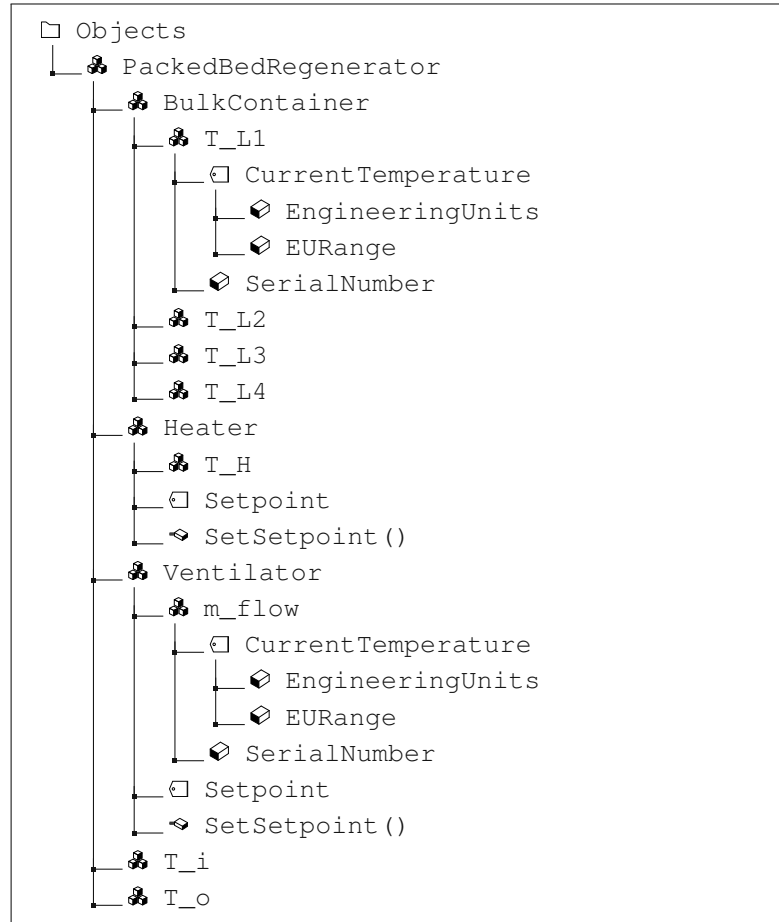 Objects
PackedBedRegenerator
BulkContainer
T_L1
CurrentTemperature
EngineeringUnits
EURange
SerialNumber
T_L2
T_L3
T_L4
Heater
T_H
Setpoint
SetSetpoint()
Ventilator
m_flow
CurrentTemperature
EngineeringUnits
EURange
SerialNumber
Setpoint
SetSetpoint()
T_i
T_o